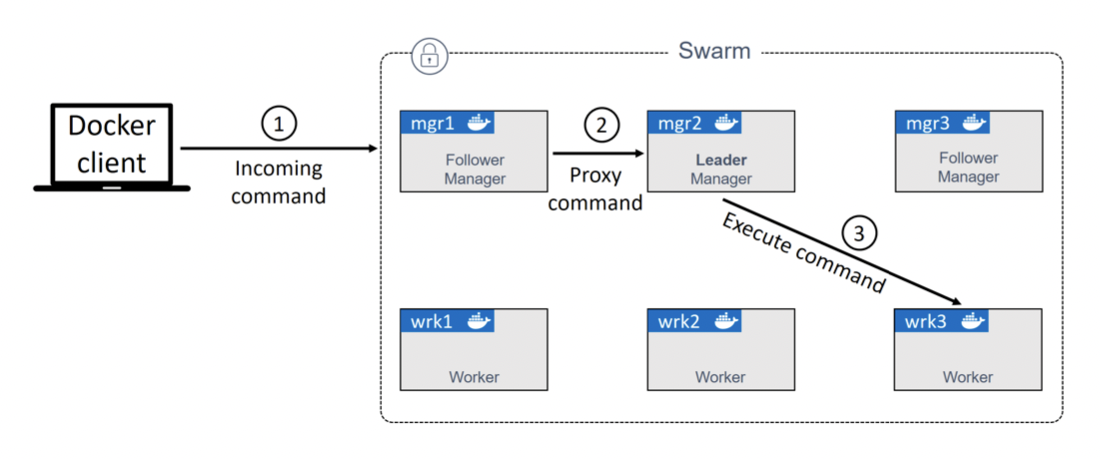 Swarm
Docker
client
1
Incoming
command
mgr1
Follower
Manager
2
Proxy
command
mgr2
Leader
Manager
mgr3
Follower
Manager
3
Execute command
wrk1
Worker
wrk2
Worker
wrk3
Worker